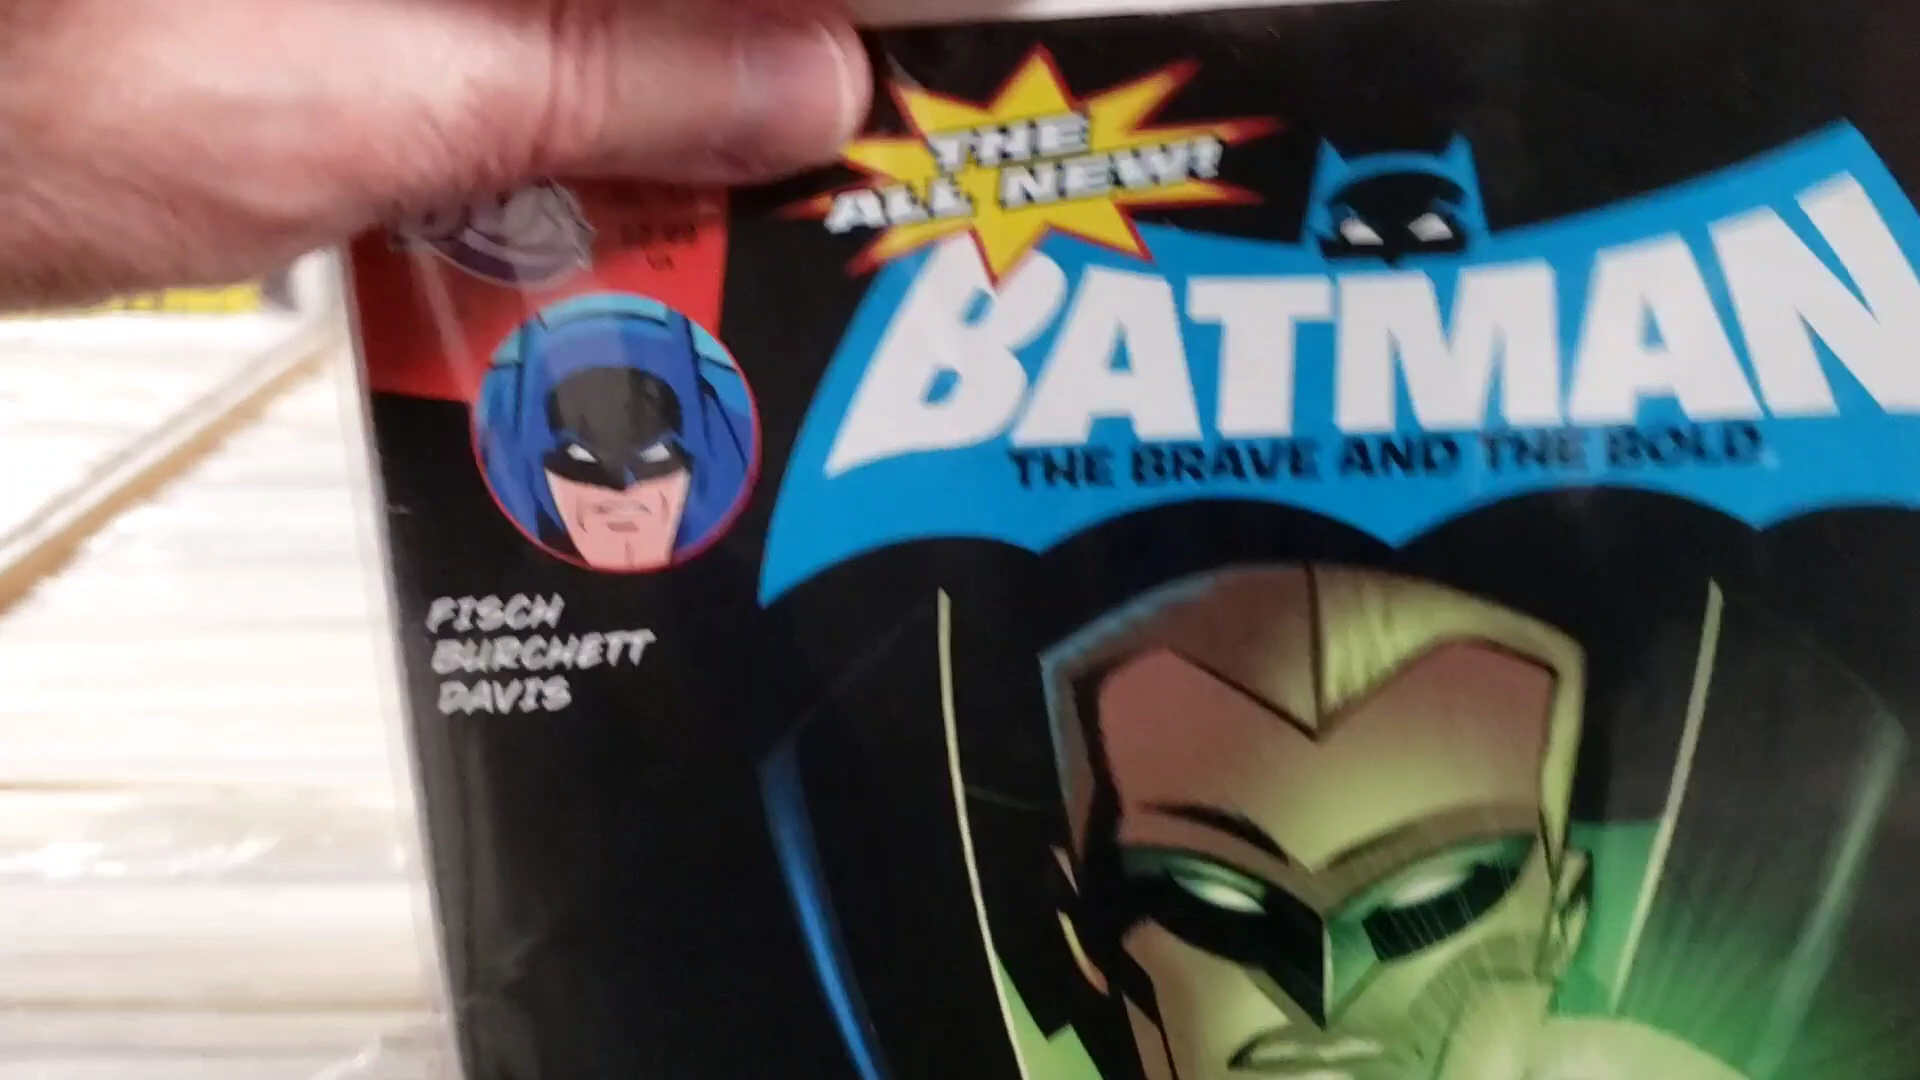 THE
ALL NEW!
BATMAN
THE BRAVE AND THE BOLD
FISCH
BURCHETT
DAVIS